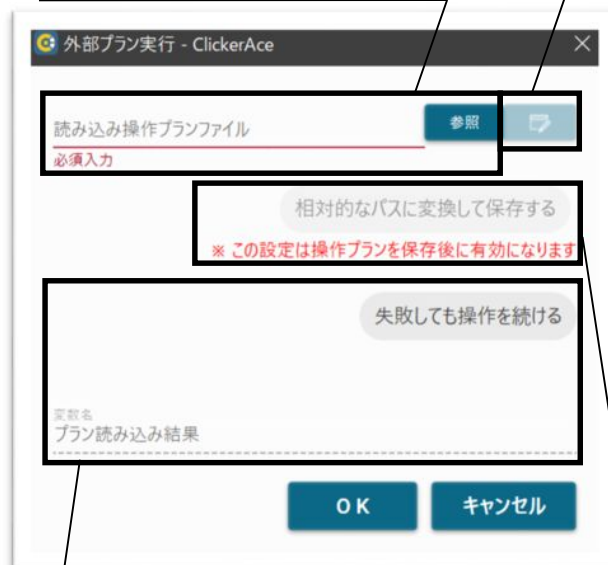 外部プラン実行 - ClickerAce
読み込み操作プランファイル
参照
必須入力
相対的なパスに変換して保存する
※ この設定は操作プランを保存後に有効になります
失敗しても操作を続ける
変数名
プラン読み込み結果
OK
キャンセル